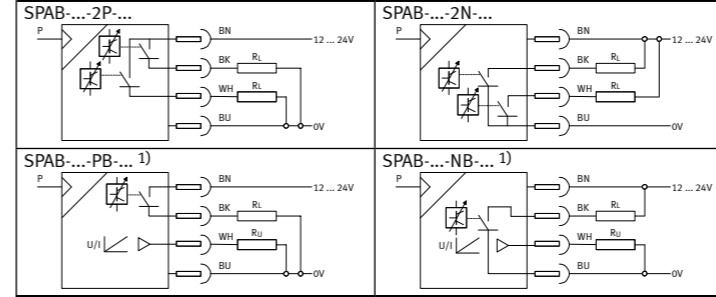 SPAB-...-2P-...
P
BN
12 ... 24V
BK
RL
WH
RL
BU
0V
SPAB-...-2N-...
P
BN
12 ... 24V
BK
RL
WH
RL
BU
0V
SPAB-...-PB-... 1)
P
BN
12 ... 24V
BK
RL
U/I
WH
RU
BU
0V
SPAB-...-NB-... 1)
P
BN
12 ... 24V
BK
RL
U/I
WH
RU
BU
0V